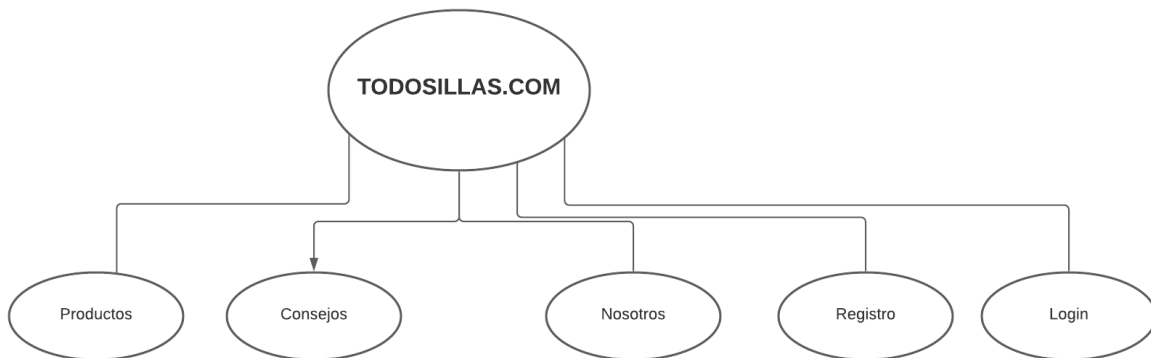 TODOSILLAS.COM
Productos
Consejos
Nosotros
Registro
Login